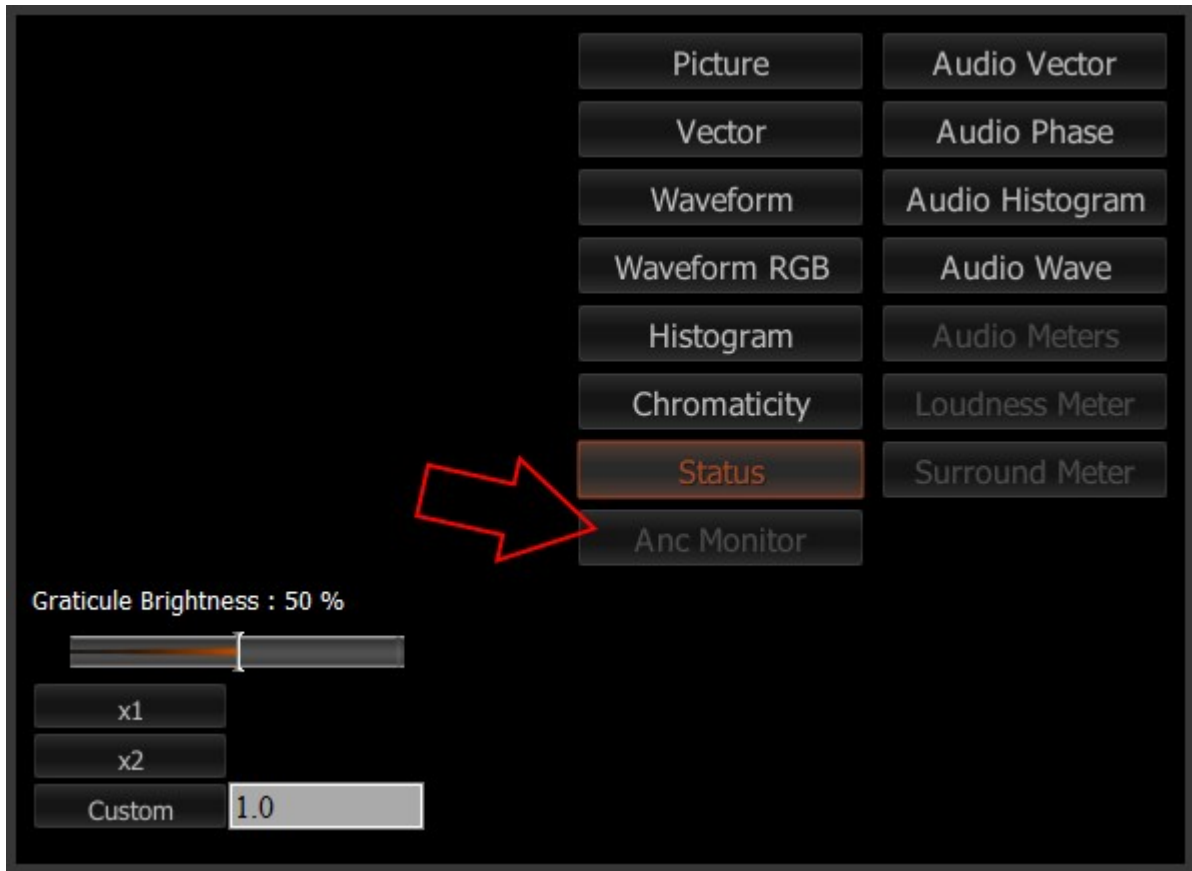 Picture
Audio Vector
Vector
Audio Phase
Waveform
Audio Histogram
Waveform RGB
Audio Wave
Histogram
Audio Meters
Chromaticity
Loudness Meter
Status
Surround Meter
Anc Monitor
Graticule Brightness : 50 %
x1
x2
Custom
1.0